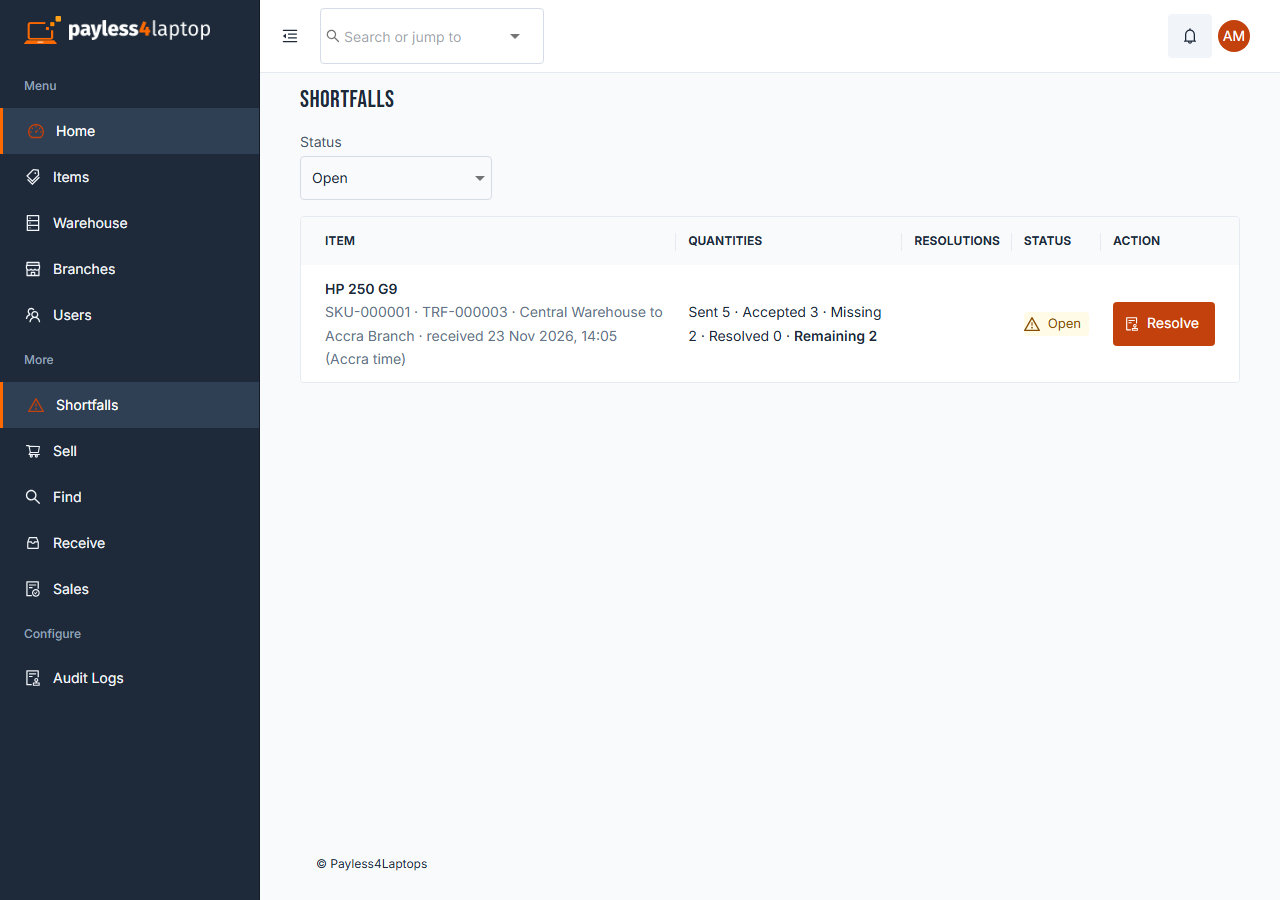 payless4laptop
Search or jump to
AM
Menu
Home
Items
Warehouse
Branches
Users
More
Shortfalls
Sell
Find
Receive
Sales
Configure
Audit Logs
SHORTFALLS
Status
Open
ITEM
QUANTITIES
RESOLUTIONS
STATUS
ACTION
HP 250 G9
SKU-000001 · TRF-000003 · Central Warehouse to
Accra Branch · received 23 Nov 2026, 14:05
(Accra time)
Sent 5 · Accepted 3 · Missing
2 · Resolved 0 · Remaining 2
Open
Resolve
© Payless4Laptops